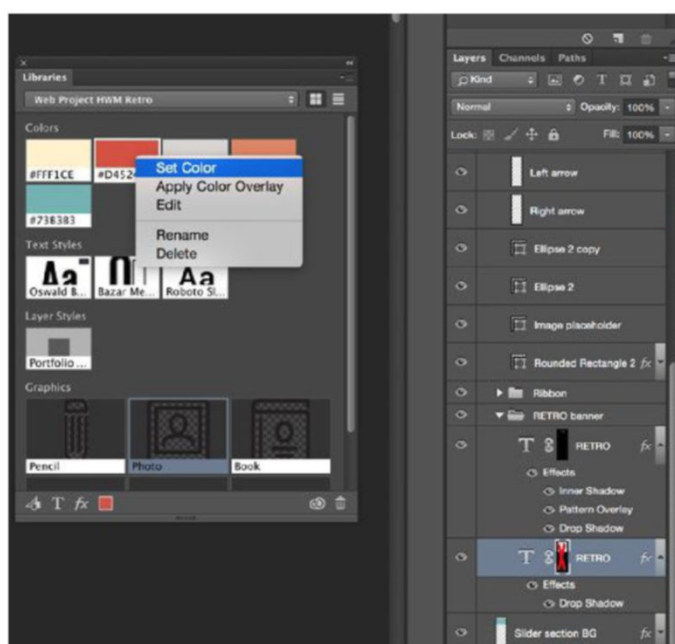 Libraries
Web Project HWM Retro
Colors
#FFF1CE
#D4524
Set Color
Apply Color Overlay
Edit
Rename
Delete
#73B3B3
Text Styles
Aa
Oswald B...
Bazar Me...
Aa
Roboto Sl...
Layer Styles
Portfolio ...
Graphics
Pencil
Photo
Book
T fx
Layers Channels Paths
Kind
T
Normal
Opacity: 100%
Lock:
Fill: 100%
Left arrow
Right arrow
Ellipse 2 copy
Ellipse 2
Image placeholder
Rounded Rectangle 2 fx
Ribbon
RETRO banner
T RETRO fx
Effects
Inner Shadow
Pattern Overlay
Drop Shadow
T RETRO fx
Effects
Drop Shadow
Slider section BG fx